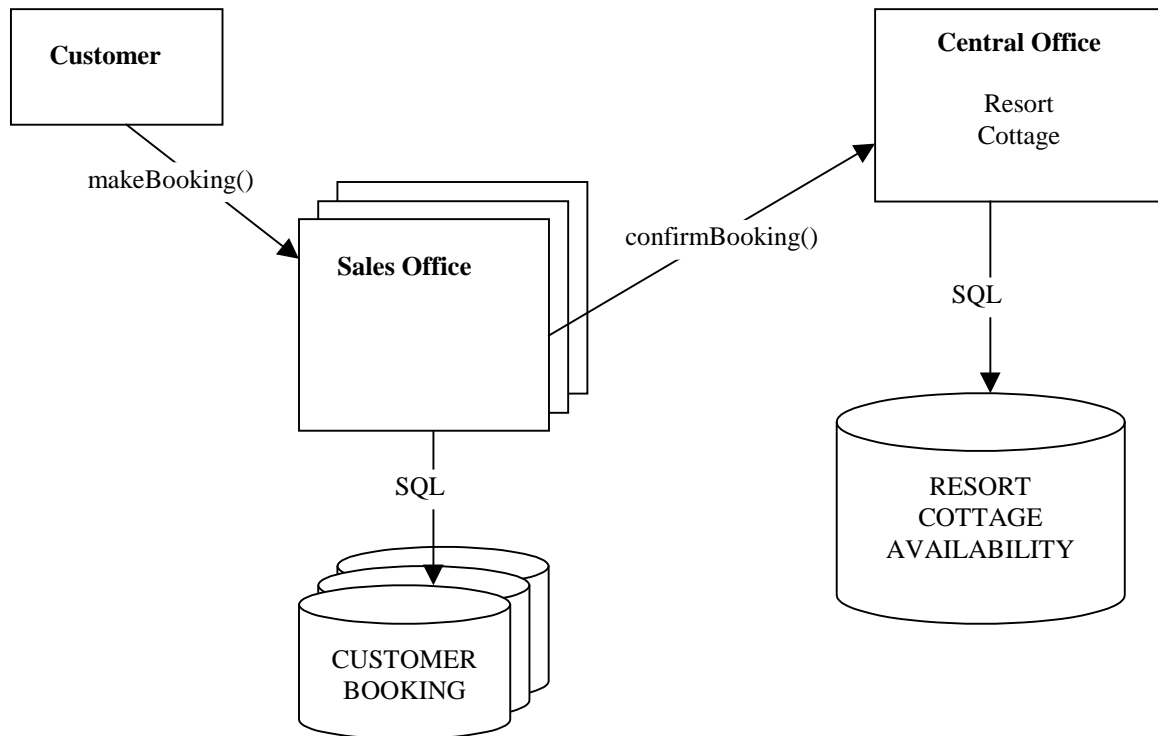 Customer
Central Office
Resort
Cottage
makeBooking()
confirmBooking()
Sales Office
SQL
SQL
RESORT
COTTAGE
AVAILABILITY
CUSTOMER
BOOKING